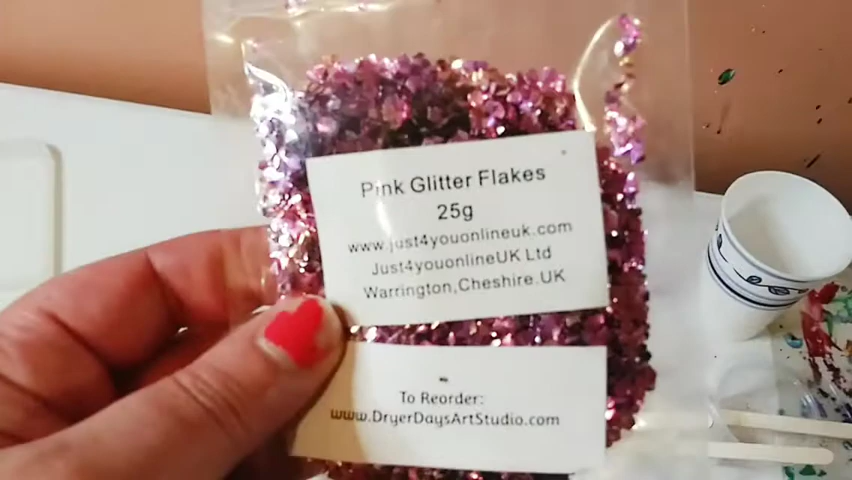 Pink Glitter Flakes
25g
www.just4youonlineuk.com
Just4youonlineUK Ltd
Warrington,Cheshire,UK
To Reorder:
www.DryerDaysArtStudio.com